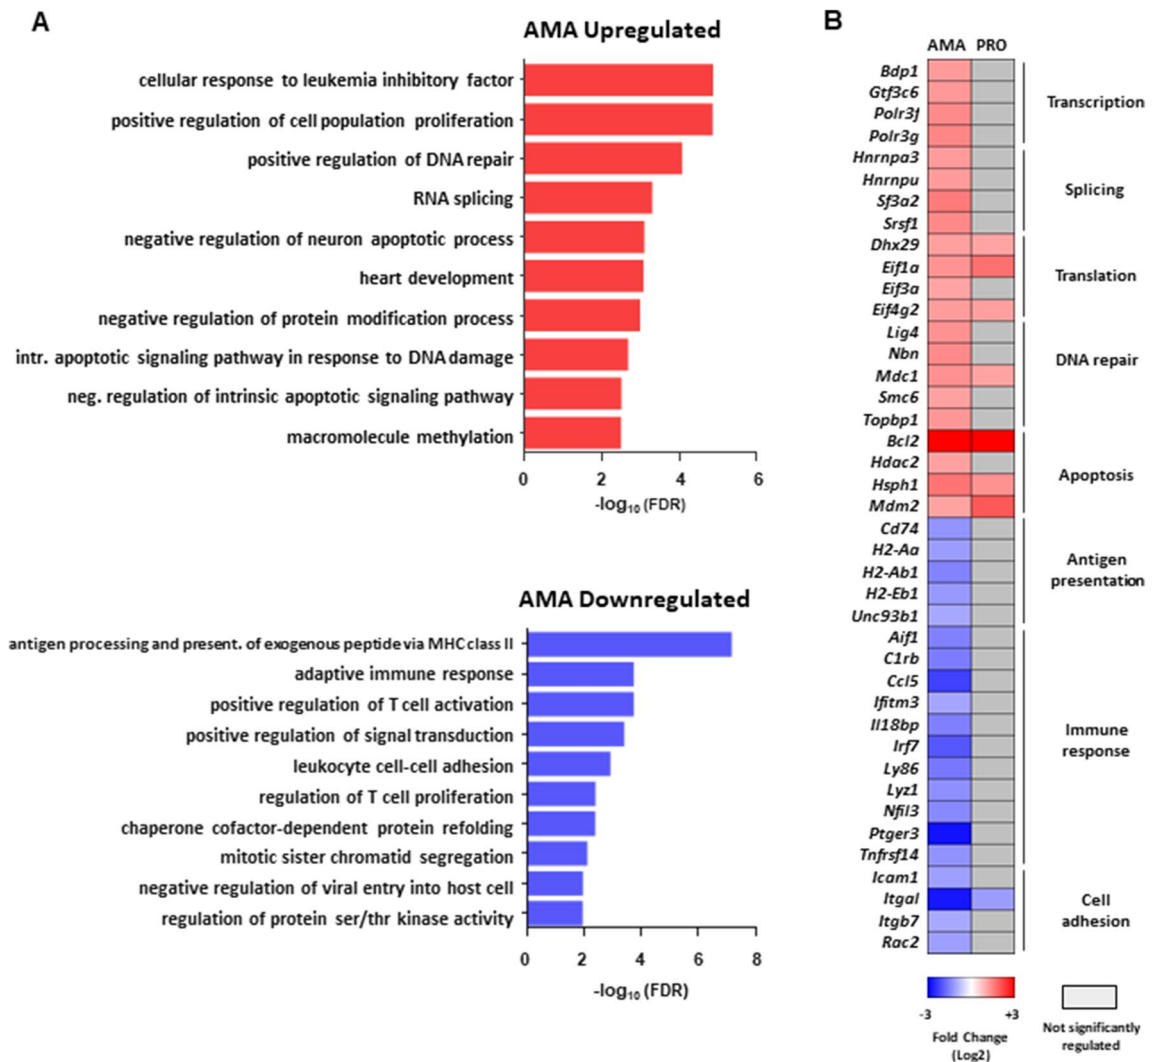 A
AMA Upregulated
cellular response to leukemia inhibitory factor
positive regulation of cell population proliferation
positive regulation of DNA repair
RNA splicing
negative regulation of neuron apoptotic process
heart development
negative regulation of protein modification process
intr. apoptotic signaling pathway in response to DNA damage
neg. regulation of intrinsic apoptotic signaling pathway
macromolecule methylation
0 2 4 6
-log10 (FDR)
AMA Downregulated
antigen processing and present. of exogenous peptide via MHC class II
adaptive immune response
positive regulation of T cell activation
positive regulation of signal transduction
leukocyte cell-cell adhesion
regulation of T cell proliferation
chaperone cofactor-dependent protein refolding
mitotic sister chromatid segregation
negative regulation of viral entry into host cell
regulation of protein ser/thr kinase activity
0 2 4 6 8
-log10 (FDR)
B
AMA PRO
Bdp1
Gtf3c6
Polr3f
Polr3g
Transcription
Hnrnpa3
Hnrnpu
Sf3a2
Srsf1
Splicing
Dhx29
Eif1a
Eif3a
Eif4g2
Translation
Lig4
Nbn
Mdc1
Smc6
Topbp1
DNA repair
Bcl2
Hdac2
Hsph1
Mdm2
Apoptosis
Cd74
H2-Aa
H2-Ab1
H2-Eb1
Unc93b1
Antigen
presentation
Aif1
C1rb
Ccl5
Ifitm3
Il18bp
Irf7
Ly86
Lyz1
Nfil3
Ptger3
Tnfrsf14
Immune
response
Icam1
Itgal
Itgb7
Rac2
Cell
adhesion
-3 +3
Fold Change
(Log2)
Not significantly
regulated